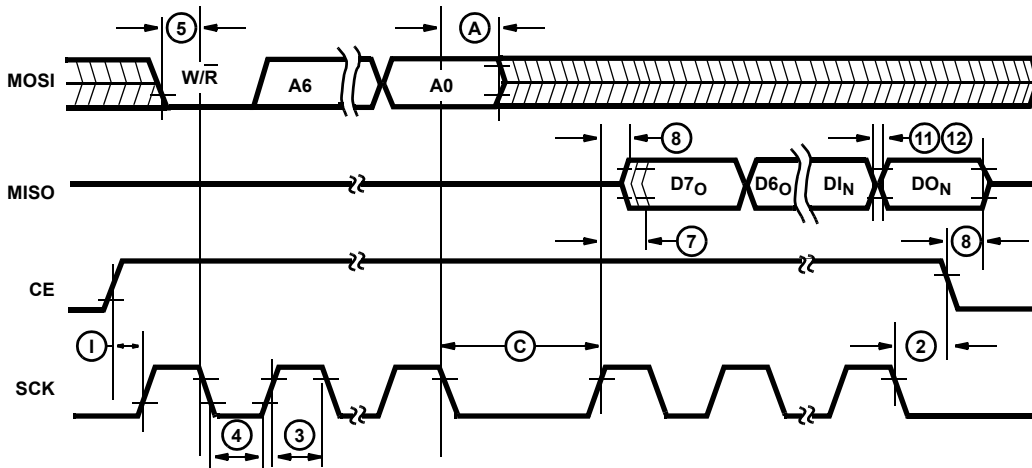 5 A
MOSI W/R̅ A6 A0
8 11 12
MISO D7O D6O DIN DON
7 8
CE
I C 2
SCK
4 3